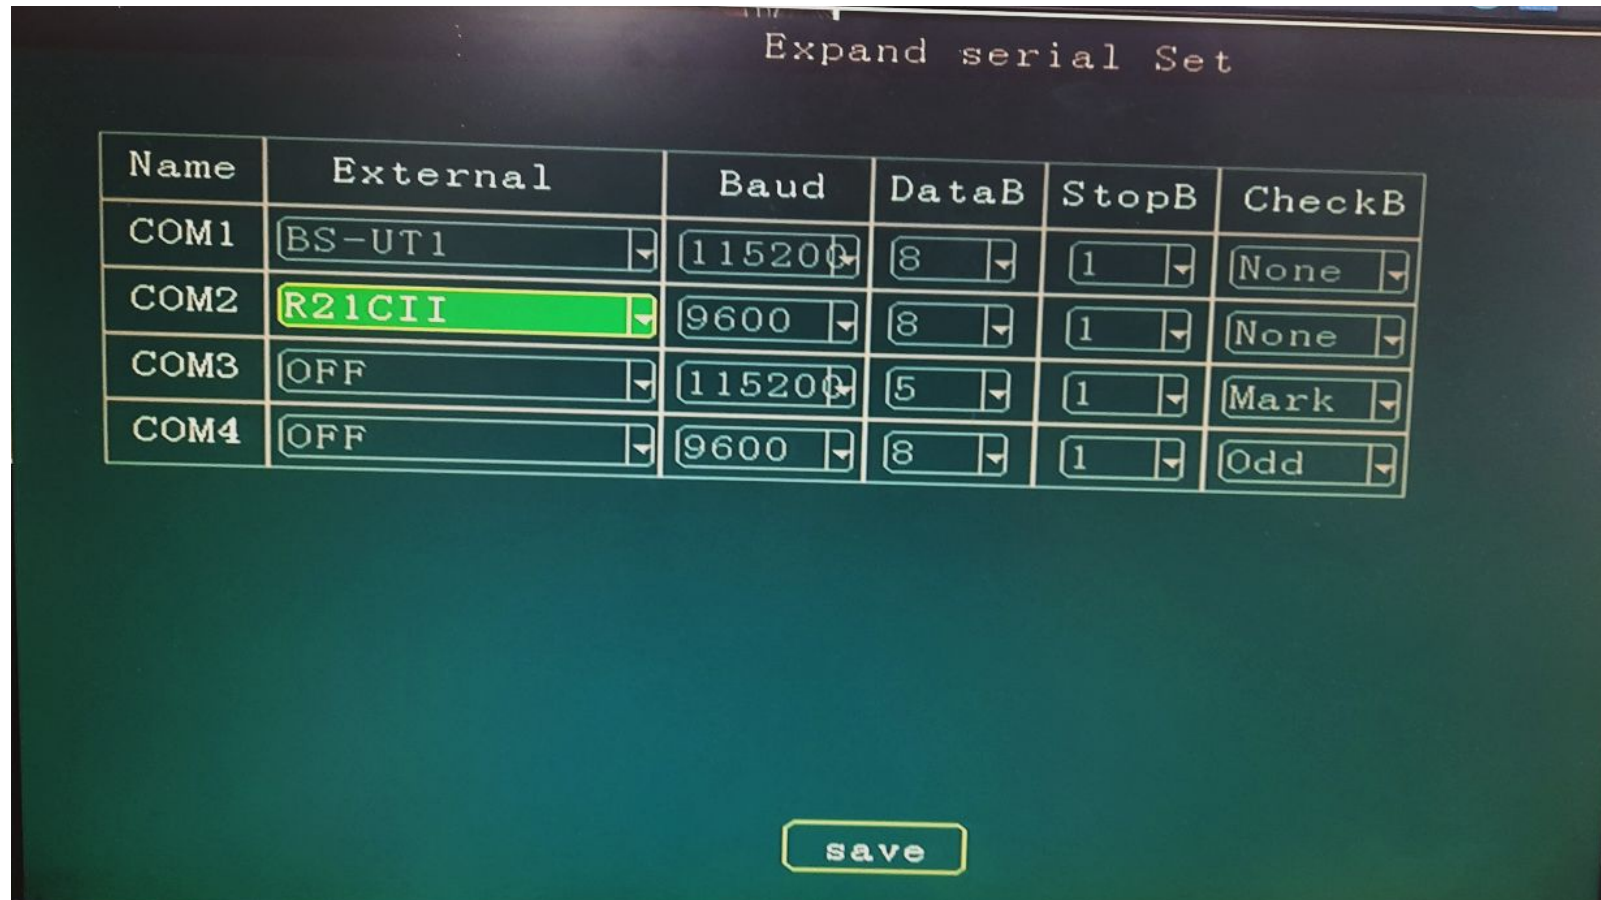 Expand serial Set
Name External Baud DataB StopB CheckB
COM1 BS-UT1 115200 8 1 None
COM2 R21CII 9600 8 1 None
COM3 OFF 115200 5 1 Mark
COM4 OFF 9600 8 1 Odd
save